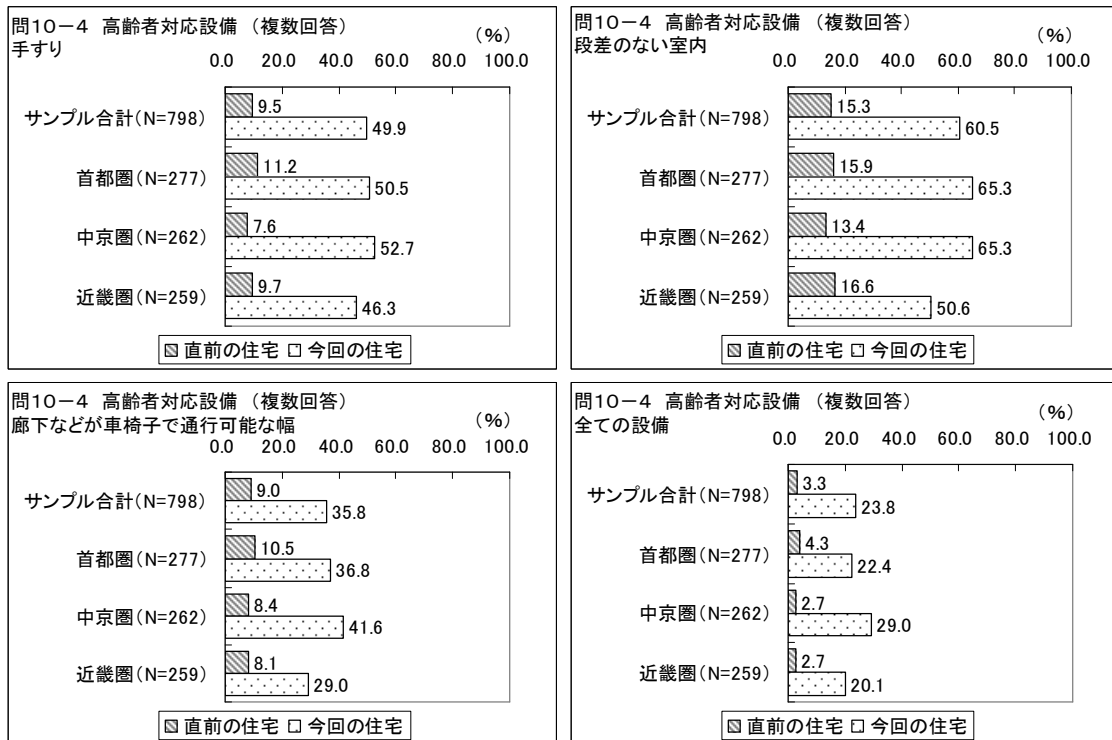 問10－4 高齢者対応設備 （複数回答）
手すり
（%）
0.0 20.0 40.0 60.0 80.0 100.0
サンプル合計（N=798）
9.5
49.9
首都圏（N=277）
11.2
50.5
中京圏（N=262）
7.6
52.7
近畿圏（N=259）
9.7
46.3
直前の住宅 今回の住宅
問10－4 高齢者対応設備 （複数回答）
段差のない室内
（%）
0.0 20.0 40.0 60.0 80.0 100.0
サンプル合計（N=798）
15.3
60.5
首都圏（N=277）
15.9
65.3
中京圏（N=262）
13.4
65.3
近畿圏（N=259）
16.6
50.6
直前の住宅 今回の住宅
問10－4 高齢者対応設備 （複数回答）
廊下などが車椅子で通行可能な幅
（%）
0.0 20.0 40.0 60.0 80.0 100.0
サンプル合計（N=798）
9.0
35.8
首都圏（N=277）
10.5
36.8
中京圏（N=262）
8.4
41.6
近畿圏（N=259）
8.1
29.0
直前の住宅 今回の住宅
問10－4 高齢者対応設備 （複数回答）
全ての設備
（%）
0.0 20.0 40.0 60.0 80.0 100.0
サンプル合計（N=798）
3.3
23.8
首都圏（N=277）
4.3
22.4
中京圏（N=262）
2.7
29.0
近畿圏（N=259）
2.7
20.1
直前の住宅 今回の住宅